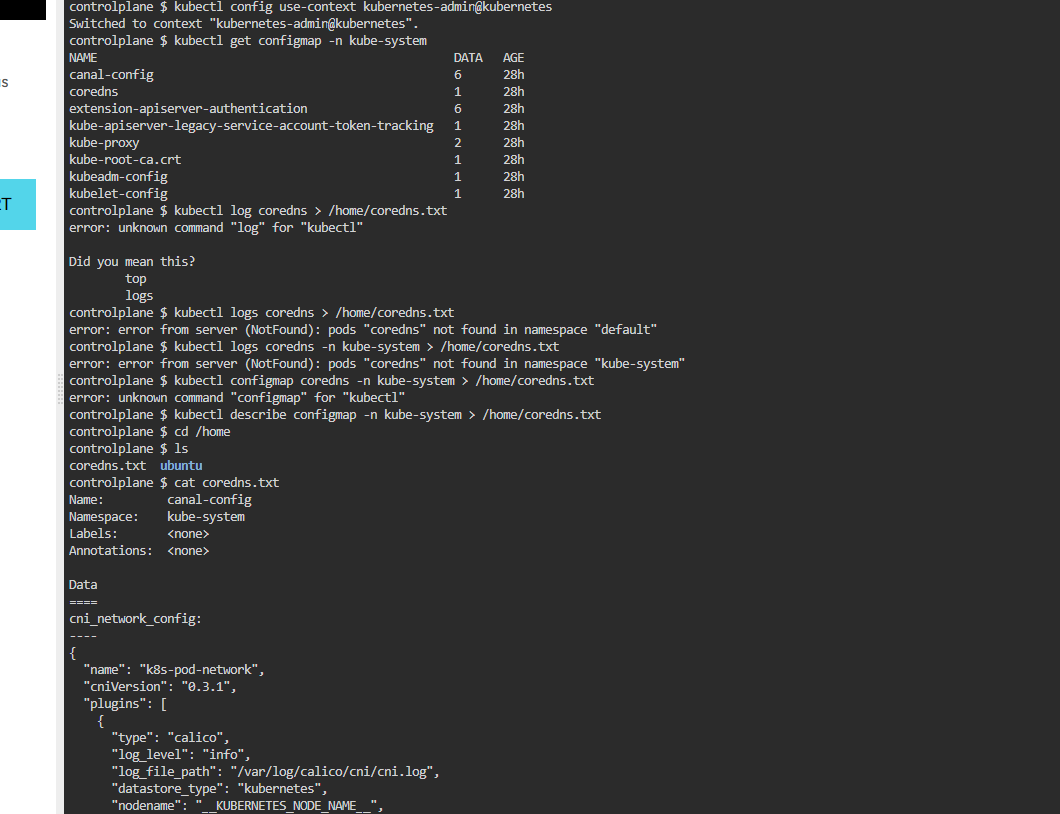 controlplane $ kubectl config use-context kubernetes-admin@kubernetes
Switched to context "kubernetes-admin@kubernetes".
controlplane $ kubectl get configmap -n kube-system
NAME DATA AGE
canal-config 6 28h
coredns 1 28h
extension-apiserver-authentication 6 28h
kube-apiserver-legacy-service-account-token-tracking 1 28h
kube-proxy 2 28h
kube-root-ca.crt 1 28h
kubeadm-config 1 28h
kubelet-config 1 28h
controlplane $ kubectl log coredns > /home/coredns.txt
error: unknown command "log" for "kubectl"
Did you mean this?
top
logs
controlplane $ kubectl logs coredns > /home/coredns.txt
error: error from server (NotFound): pods "coredns" not found in namespace "default"
controlplane $ kubectl logs coredns -n kube-system > /home/coredns.txt
error: error from server (NotFound): pods "coredns" not found in namespace "kube-system"
controlplane $ kubectl configmap coredns -n kube-system > /home/coredns.txt
error: unknown command "configmap" for "kubectl"
controlplane $ kubectl describe configmap -n kube-system > /home/coredns.txt
controlplane $ cd /home
controlplane $ ls
coredns.txt ubuntu
controlplane $ cat coredns.txt
Name: canal-config
Namespace: kube-system
Labels: <none>
Annotations: <none>
Data
====
cni_network_config:
----
{
"name": "k8s-pod-network",
"cniVersion": "0.3.1",
"plugins": [
{
"type": "calico",
"log_level": "info",
"log_file_path": "/var/log/calico/cni/cni.log",
"datastore_type": "kubernetes",
"nodename": "__KUBERNETES_NODE_NAME__",